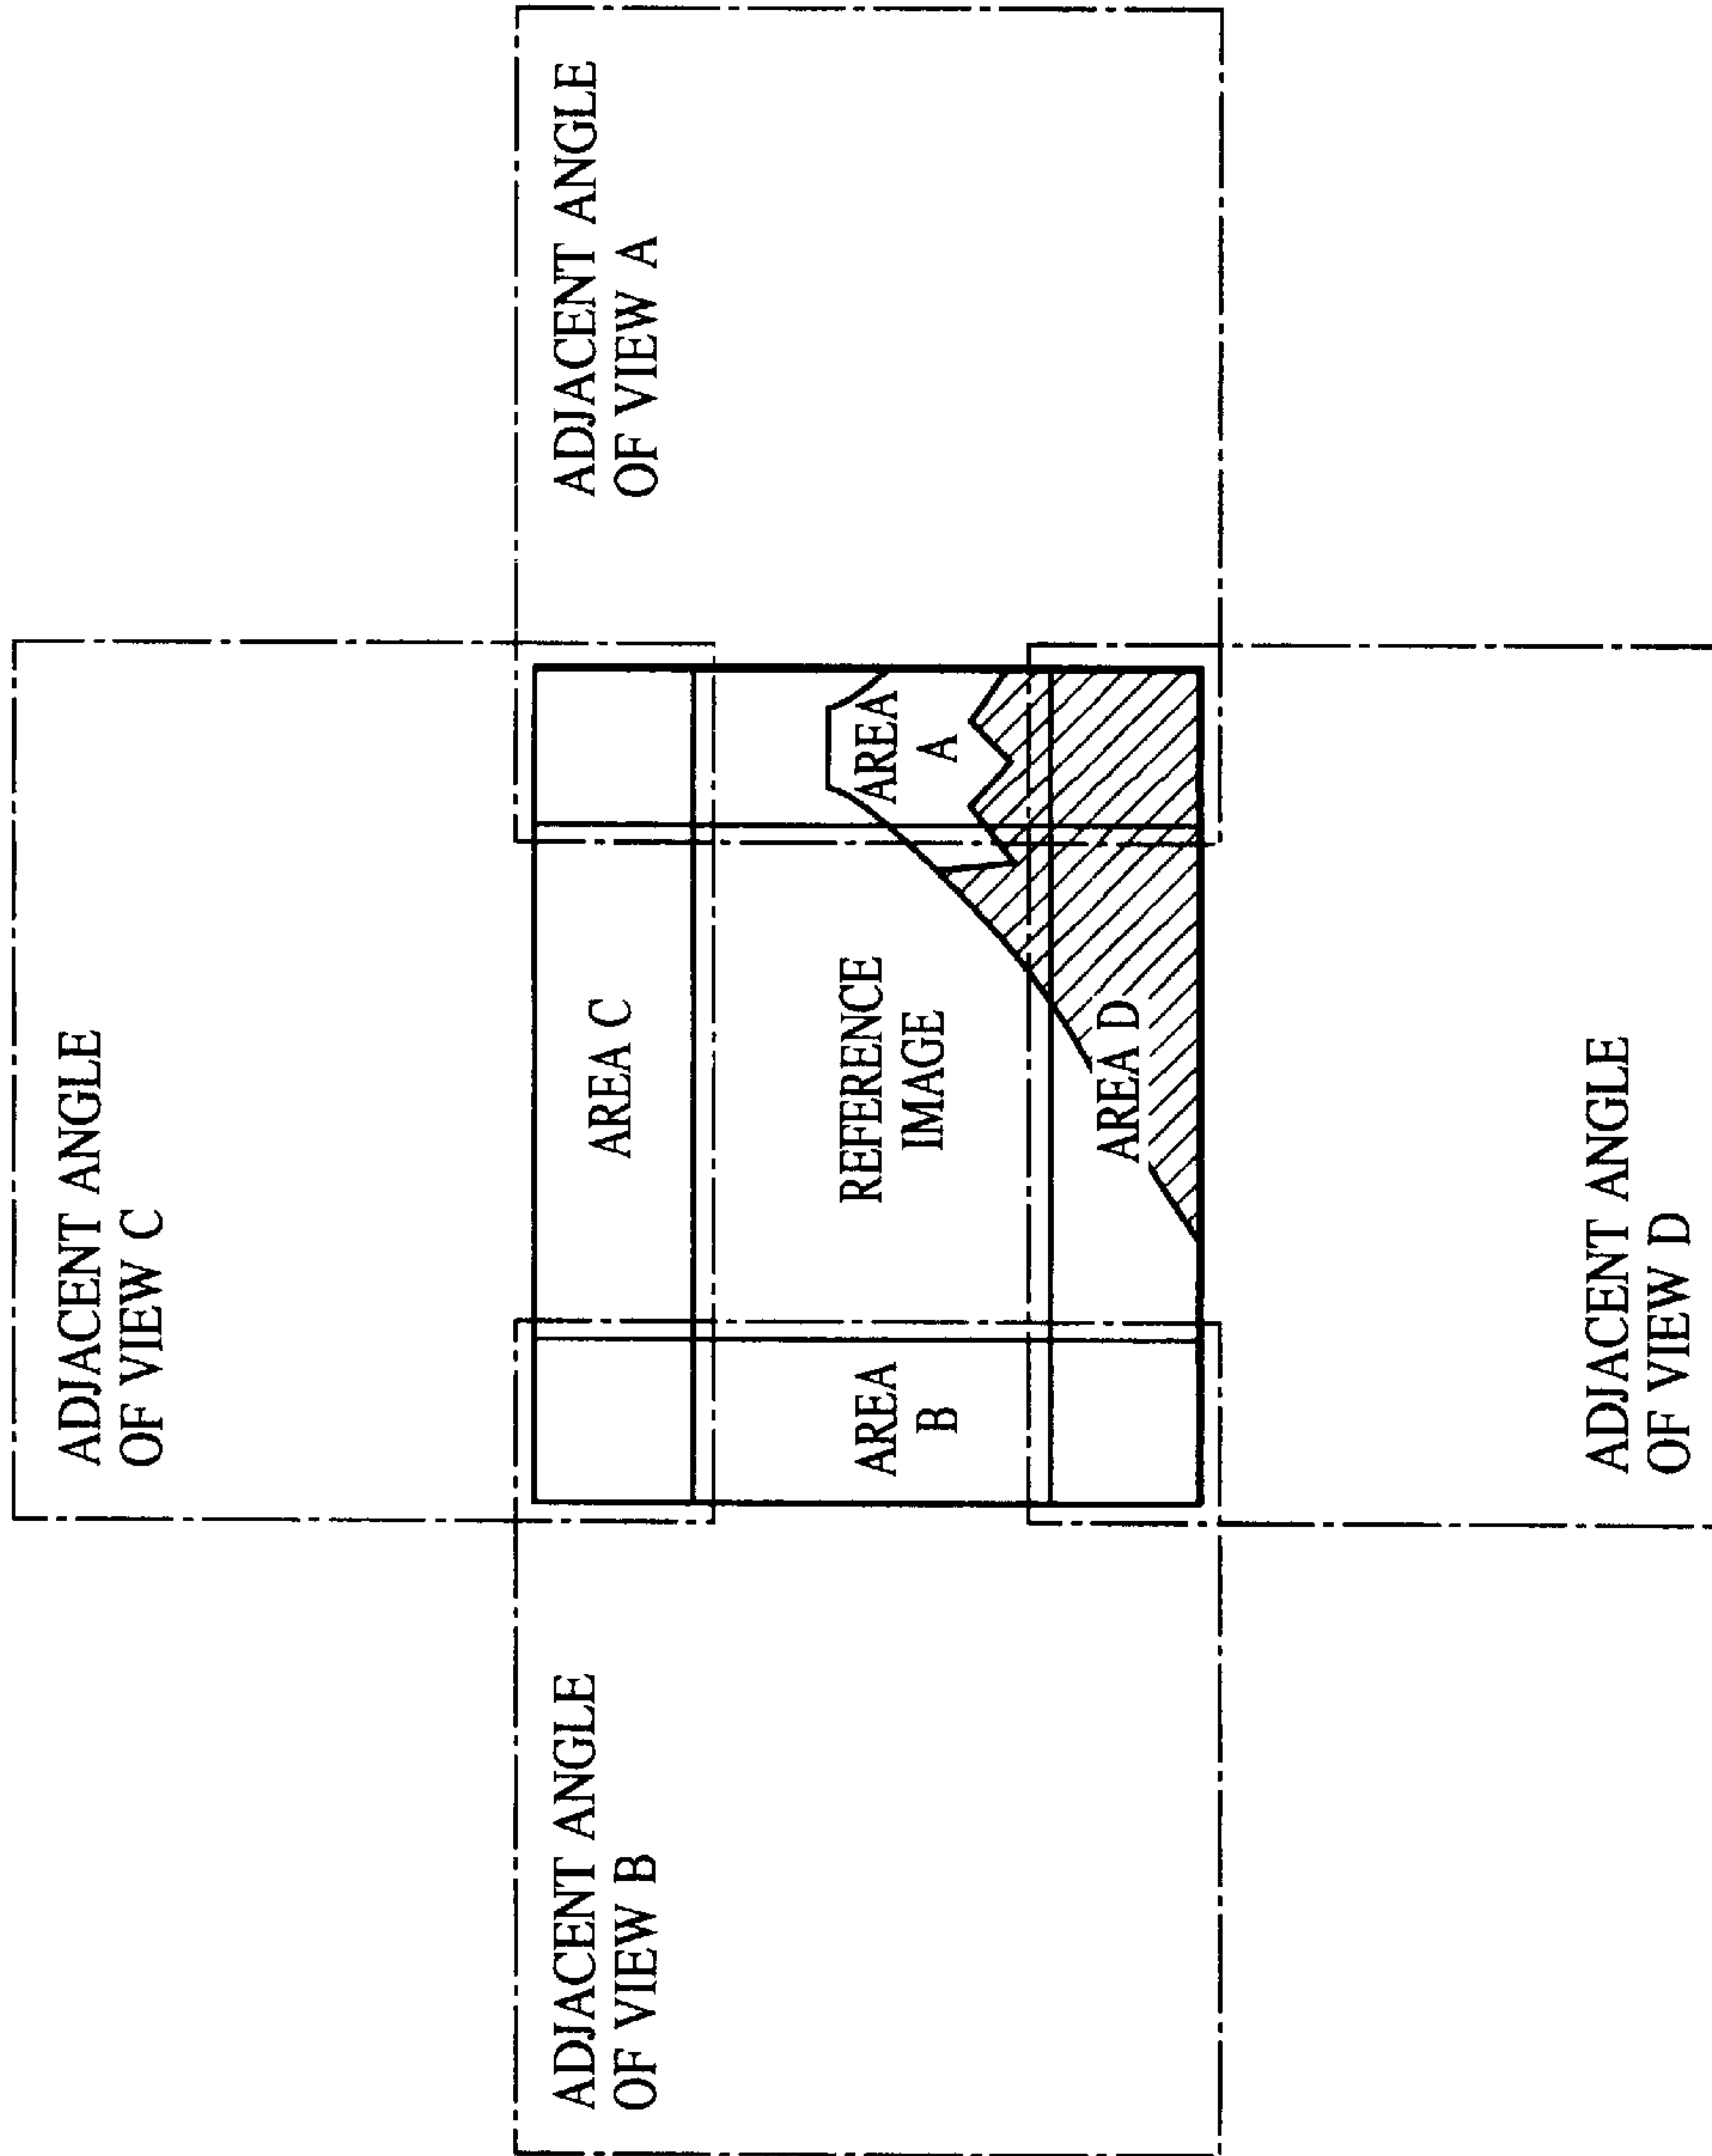 ADJACENT ANGLE
OF VIEW C
ADJACENT ANGLE
OF VIEW B
ADJACENT ANGLE
OF VIEW A
AREA C
AREA
B
REFERENCE
IMAGE
AREA
A
AREA D
ADJACENT ANGLE
OF VIEW D